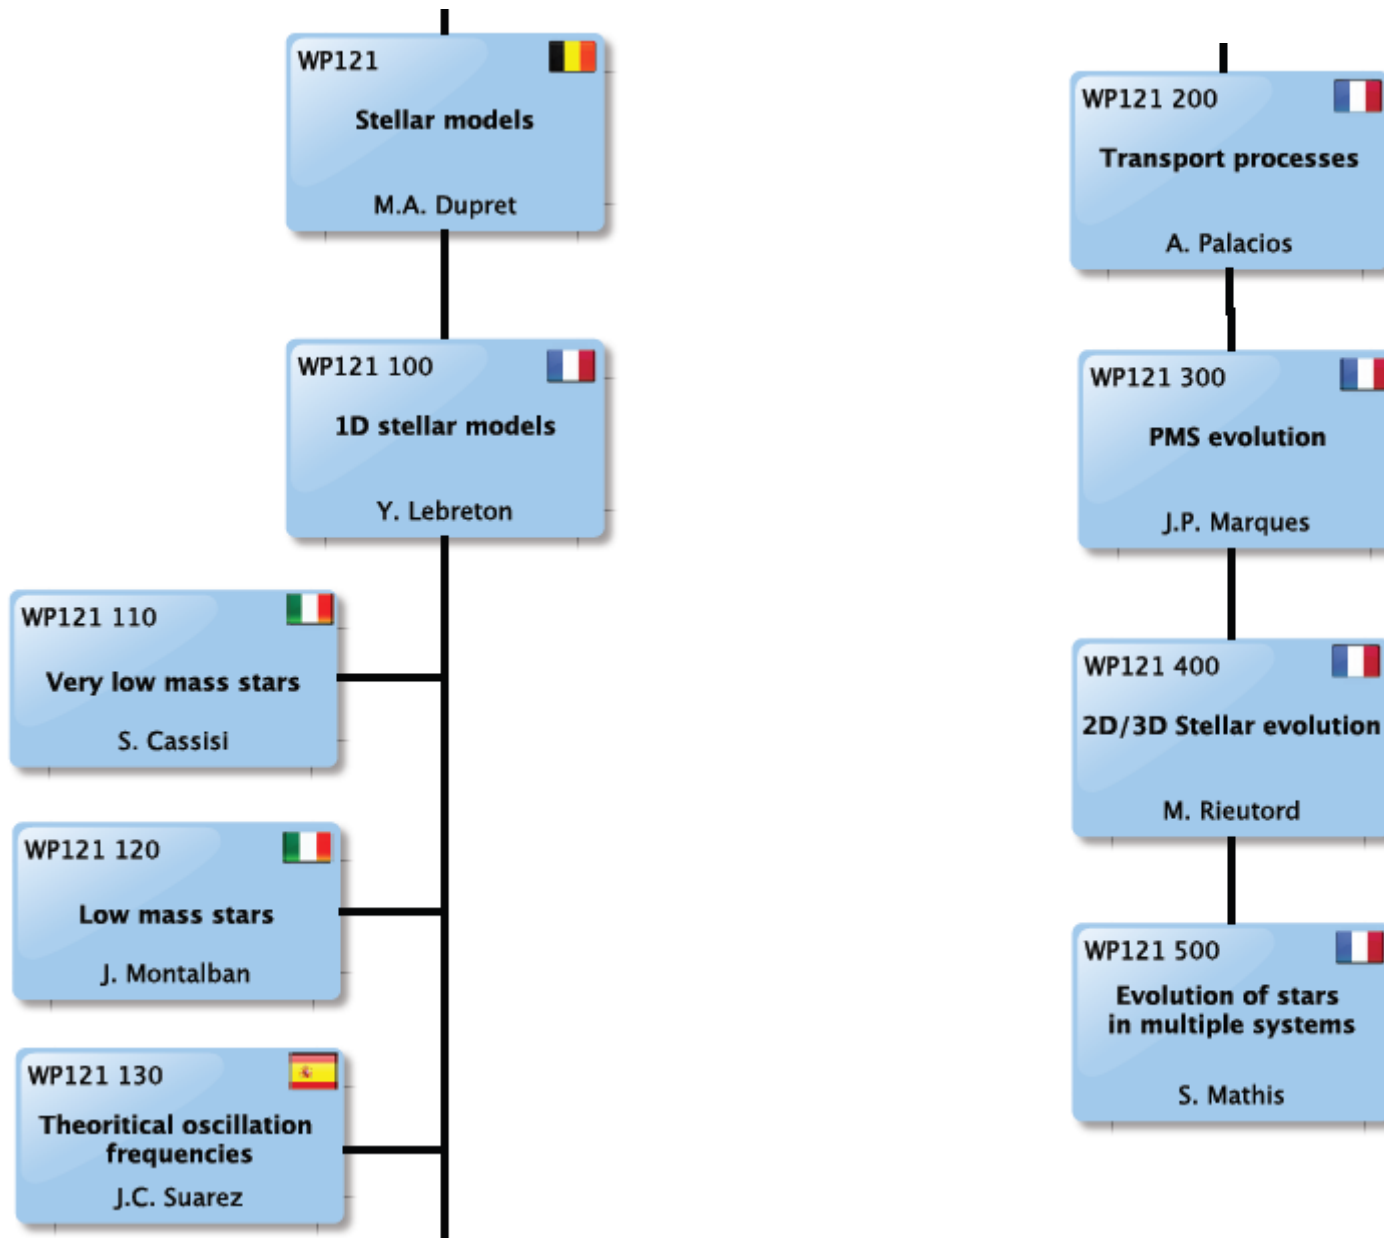 WP121
Stellar models
M.A. Dupret
WP121 100
1D stellar models
Y. Lebreton
WP121 110
Very low mass stars
S. Cassisi
WP121 120
Low mass stars
J. Montalban
WP121 130
Theoritical oscillation
frequencies
J.C. Suarez
WP121 200
Transport processes
A. Palacios
WP121 300
PMS evolution
J.P. Marques
WP121 400
2D/3D Stellar evolution
M. Rieutord
WP121 500
Evolution of stars
in multiple systems
S. Mathis